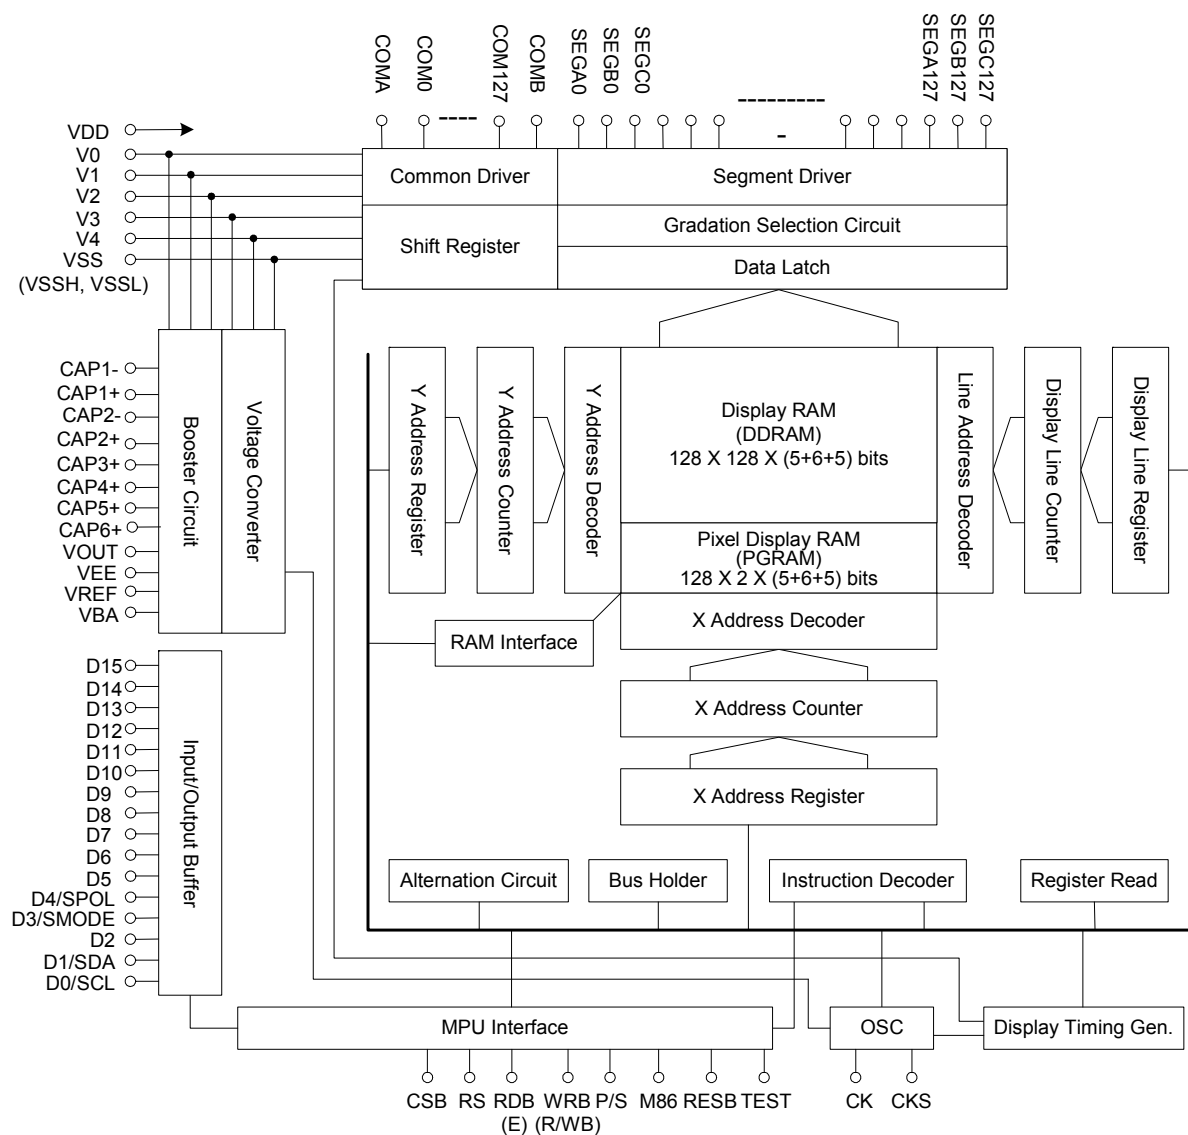 COMA
COM0
COM127
COMB
SEGA0
SEGB0
SEGC0
SEGA127
SEGB127
SEGC127
VDD
V0
V1
V2
V3
V4
VSS
(VSSH, VSSL)
Common Driver
Segment Driver
Shift Register
Gradation Selection Circuit
Data Latch
CAP1-
CAP1+
CAP2-
CAP2+
CAP3+
CAP4+
CAP5+
CAP6+
VOUT
VEE
VREF
VBA
Booster Circuit
Voltage Converter
Y Address Register
Y Address Counter
Y Address Decoder
Display RAM
(DDRAM)
128 X 128 X (5+6+5) bits
Pixel Display RAM
(PGRAM)
128 X 2 X (5+6+5) bits
Line Address Decoder
Display Line Counter
Display Line Register
RAM Interface
X Address Decoder
X Address Counter
X Address Register
D15
D14
D13
D12
D11
D10
D9
D8
D7
D6
D5
D4/SPOL
D3/SMODE
D2
D1/SDA
D0/SCL
Input/Output Buffer
Alternation Circuit
Bus Holder
Instruction Decoder
Register Read
MPU Interface
OSC
Display Timing Gen.
CSB
RS
RDB
(E)
WRB
(R/WB)
P/S
M86
RESB
TEST
CK
CKS